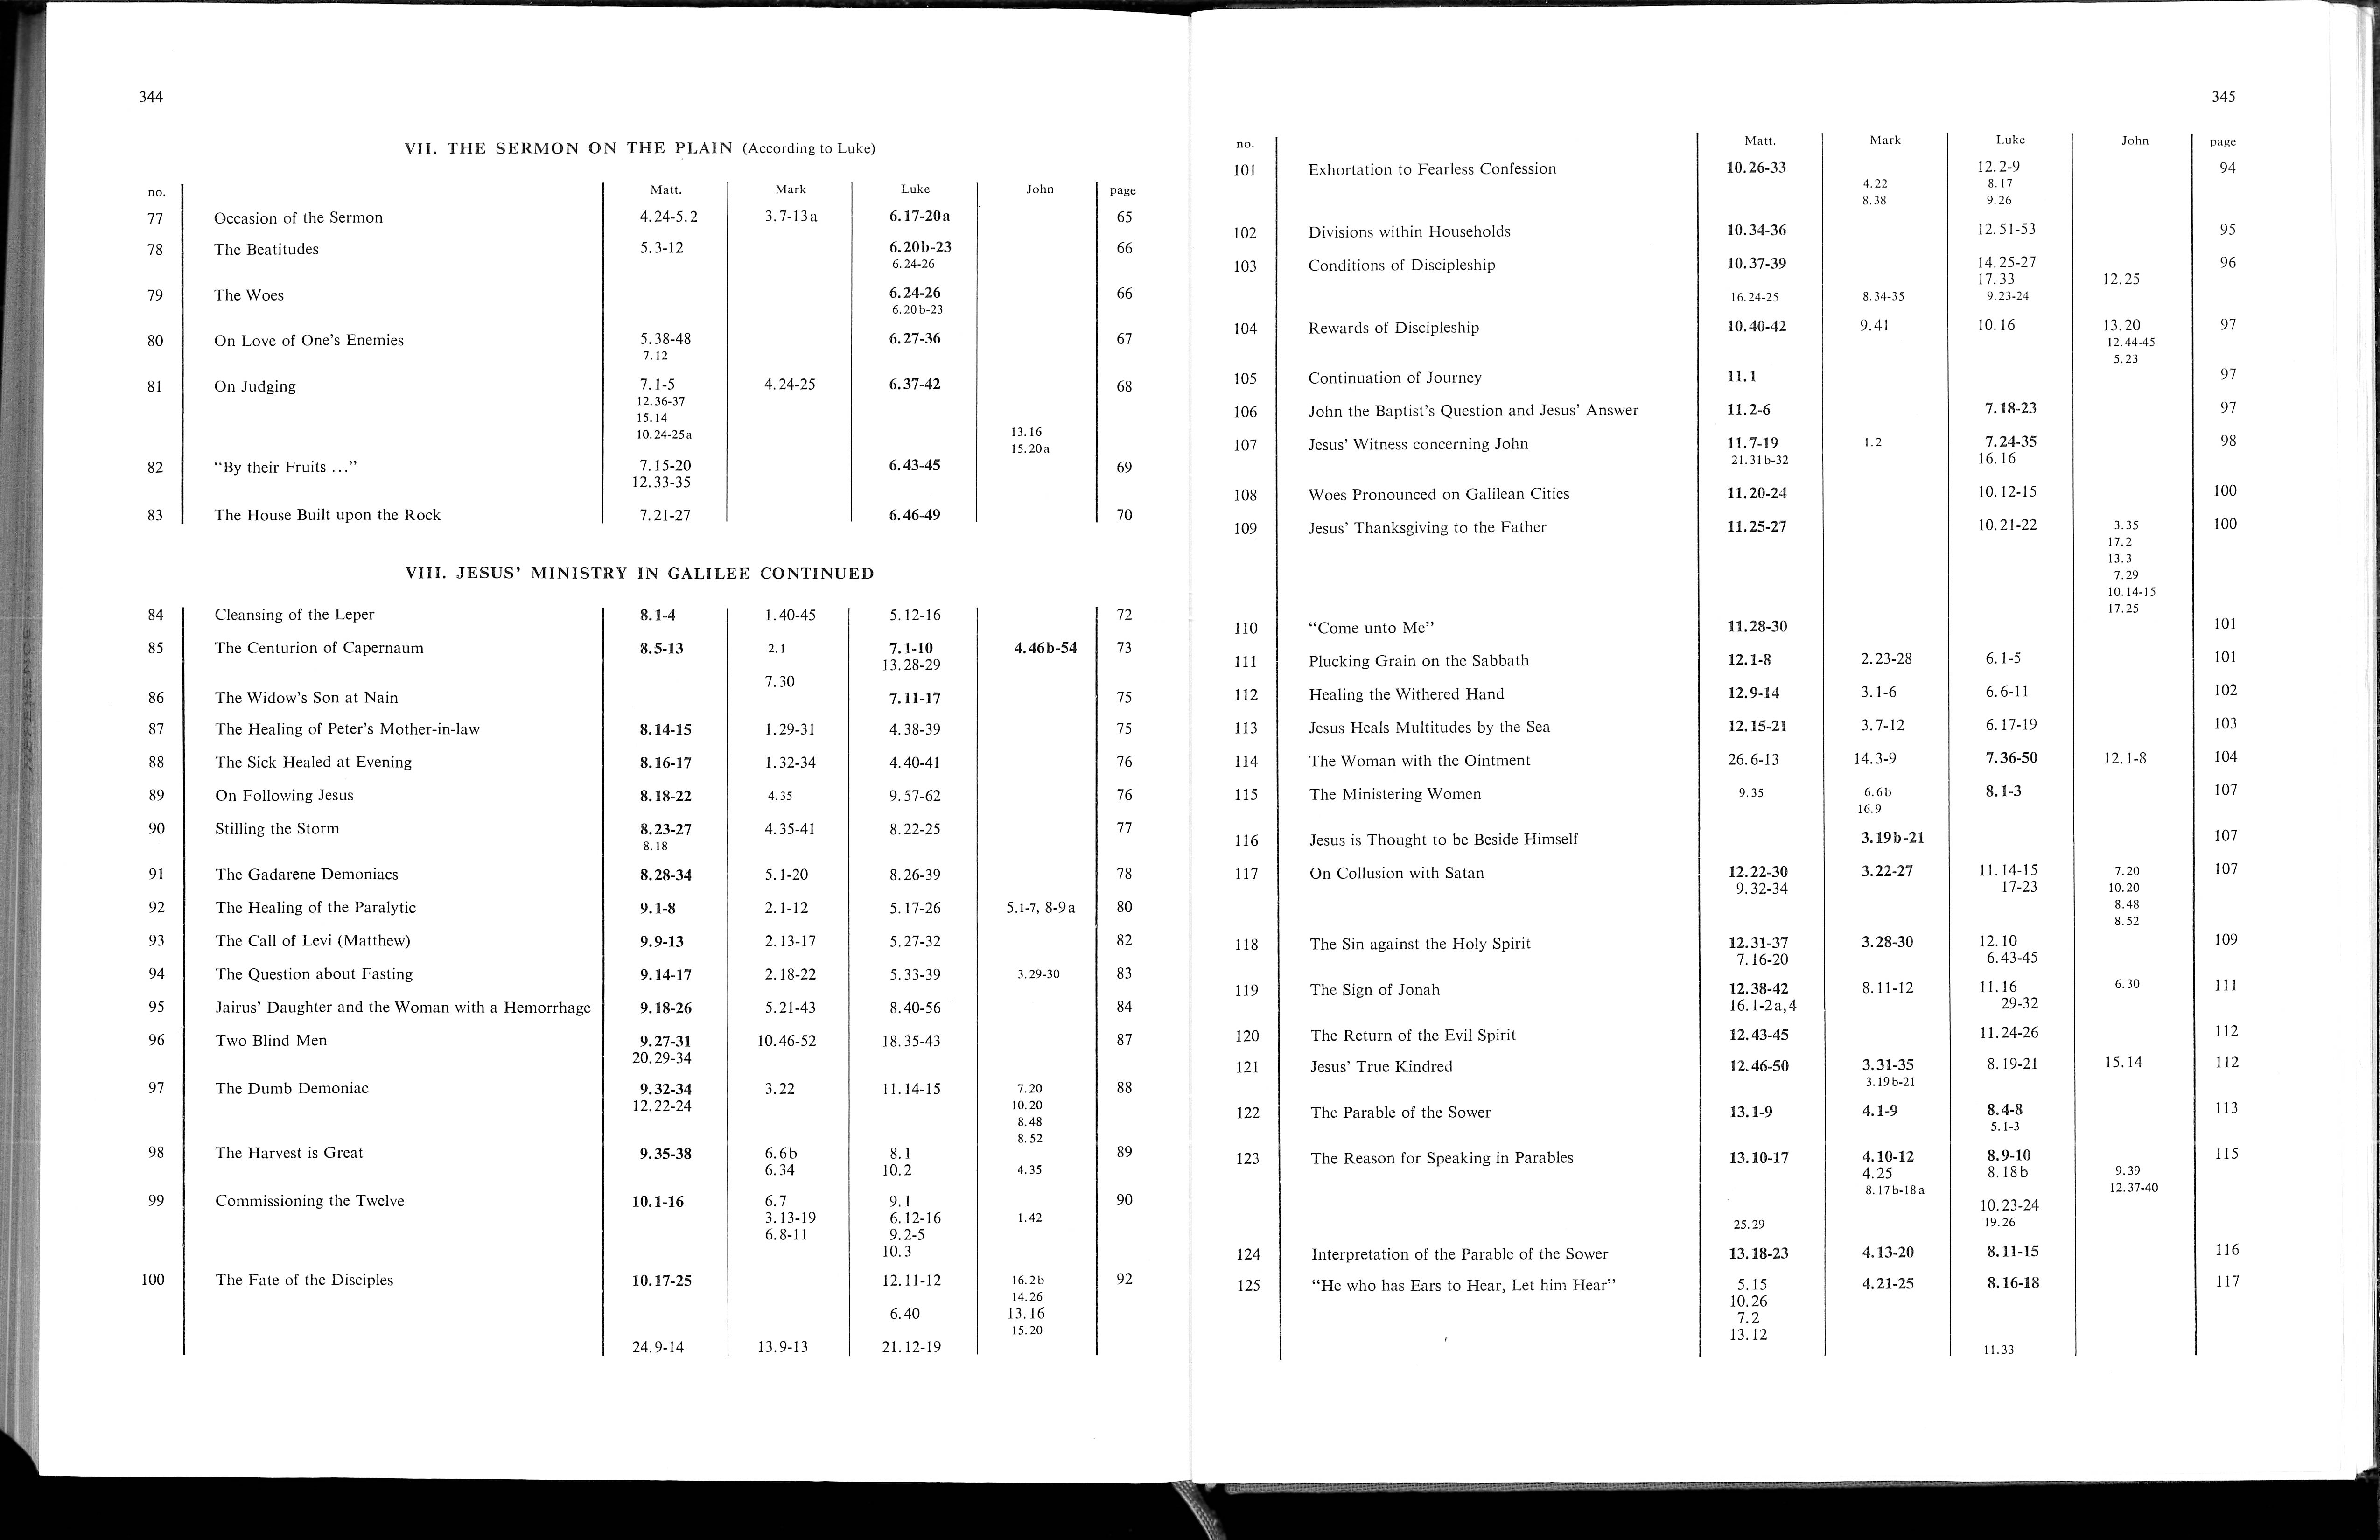 344
VII. THE SERMON ON THE PLAIN (According to Luke)
no. Matt. Mark Luke John page
77 Occasion of the Sermon 4.24-5.2 3.7-13a 6.17-20a 65
78 The Beatitudes 5.3-12 6.20b-23 66
6.24-26
79 The Woes 6.24-26 66
6.20b-23
80 On Love of One's Enemies 5.38-48 6.27-36 67
7.12
81 On Judging 7.1-5 4.24-25 6.37-42 68
12.36-37
15.14
10.24-25a 13.16
15.20a
82 “By their Fruits ...” 7.15-20 6.43-45 69
12.33-35
83 The House Built upon the Rock 7.21-27 6.46-49 70
VIII. JESUS' MINISTRY IN GALILEE CONTINUED
84 Cleansing of the Leper 8.1-4 1.40-45 5.12-16 72
85 The Centurion of Capernaum 8.5-13 2.1 7.1-10 4.46b-54 73
13.28-29
7.30
86 The Widow's Son at Nain 7.11-17 75
87 The Healing of Peter's Mother-in-law 8.14-15 1.29-31 4.38-39 75
88 The Sick Healed at Evening 8.16-17 1.32-34 4.40-41 76
89 On Following Jesus 8.18-22 4.35 9.57-62 76
90 Stilling the Storm 8.23-27 4.35-41 8.22-25 77
8.18
91 The Gadarene Demoniacs 8.28-34 5.1-20 8.26-39 78
92 The Healing of the Paralytic 9.1-8 2.1-12 5.17-26 5.1-7, 8-9a 80
93 The Call of Levi (Matthew) 9.9-13 2.13-17 5.27-32 82
94 The Question about Fasting 9.14-17 2.18-22 5.33-39 3.29-30 83
95 Jairus' Daughter and the Woman with a Hemorrhage 9.18-26 5.21-43 8.40-56 84
96 Two Blind Men 9.27-31 10.46-52 18.35-43 87
20.29-34
97 The Dumb Demoniac 9.32-34 3.22 11.14-15 7.20 88
12.22-24 10.20
8.48
8.52
98 The Harvest is Great 9.35-38 6.6b 8.1 89
6.34 10.2 4.35
99 Commissioning the Twelve 10.1-16 6.7 9.1 90
3.13-19 6.12-16 1.42
6.8-11 9.2-5
10.3
100 The Fate of the Disciples 10.17-25 12.11-12 16.2b 92
14.26
6.40 13.16
15.20
24.9-14 13.9-13 21.12-19
345
no. Matt. Mark Luke John page
101 Exhortation to Fearless Confession 10.26-33 12.2-9 94
4.22 8.17
8.38 9.26
102 Divisions within Households 10.34-36 12.51-53 95
103 Conditions of Discipleship 10.37-39 14.25-27 96
17.33 12.25
16.24-25 8.34-35 9.23-24
104 Rewards of Discipleship 10.40-42 9.41 10.16 13.20 97
12.44-45
5.23
105 Continuation of Journey 11.1 97
106 John the Baptist's Question and Jesus' Answer 11.2-6 7.18-23 97
107 Jesus' Witness concerning John 11.7-19 1.2 7.24-35 98
21.31b-32 16.16
108 Woes Pronounced on Galilean Cities 11.20-24 10.12-15 100
109 Jesus' Thanksgiving to the Father 11.25-27 10.21-22 3.35 100
17.2
13.3
7.29
10.14-15
17.25
110 “Come unto Me” 11.28-30 101
111 Plucking Grain on the Sabbath 12.1-8 2.23-28 6.1-5 101
112 Healing the Withered Hand 12.9-14 3.1-6 6.6-11 102
113 Jesus Heals Multitudes by the Sea 12.15-21 3.7-12 6.17-19 103
114 The Woman with the Ointment 26.6-13 14.3-9 7.36-50 12.1-8 104
115 The Ministering Women 9.35 6.6b 8.1-3 107
16.9
116 Jesus is Thought to be Beside Himself 3.19b-21 107
117 On Collusion with Satan 12.22-30 3.22-27 11.14-15 7.20 107
9.32-34 17-23 10.20
8.48
8.52
118 The Sin against the Holy Spirit 12.31-37 3.28-30 12.10 109
7.16-20 6.43-45
119 The Sign of Jonah 12.38-42 8.11-12 11.16 6.30 111
16.1-2a,4 29-32
120 The Return of the Evil Spirit 12.43-45 11.24-26 112
121 Jesus' True Kindred 12.46-50 3.31-35 8.19-21 15.14 112
3.19b-21
122 The Parable of the Sower 13.1-9 4.1-9 8.4-8 113
5.1-3
123 The Reason for Speaking in Parables 13.10-17 4.10-12 8.9-10 115
4.25 8.18b 9.39
8.17b-18a 12.37-40
10.23-24
25.29 19.26
124 Interpretation of the Parable of the Sower 13.18-23 4.13-20 8.11-15 116
125 “He who has Ears to Hear, Let him Hear” 5.15 4.21-25 8.16-18 117
10.26
7.2
13.12
11.33